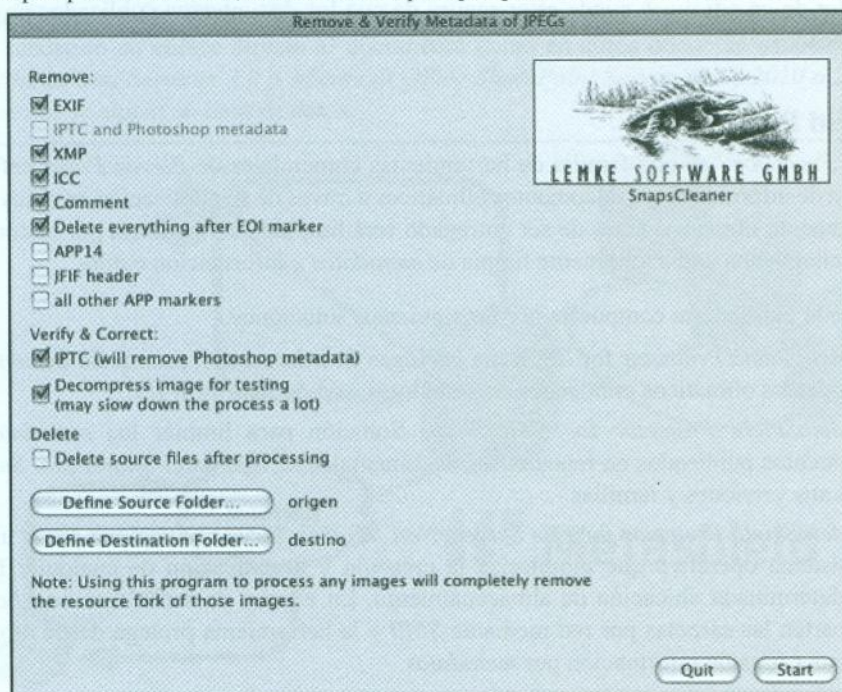 Remove & Verify Metadata of JPEGs
Remove:
EXIF
IPTC and Photoshop metadata
XMP
ICC
Comment
Delete everything after EOI marker
APP14
JFIF header
all other APP markers
LEMKE SOFTWARE GMBH
SnapsCleaner
Verify & Correct:
IPTC (will remove Photoshop metadata)
Decompress image for testing
(may slow down the process a lot)
Delete
Delete source files after processing
Define Source Folder... origen
Define Destination Folder... destino
Note: Using this program to process any images will completely remove
the resource fork of those images.
Quit Start